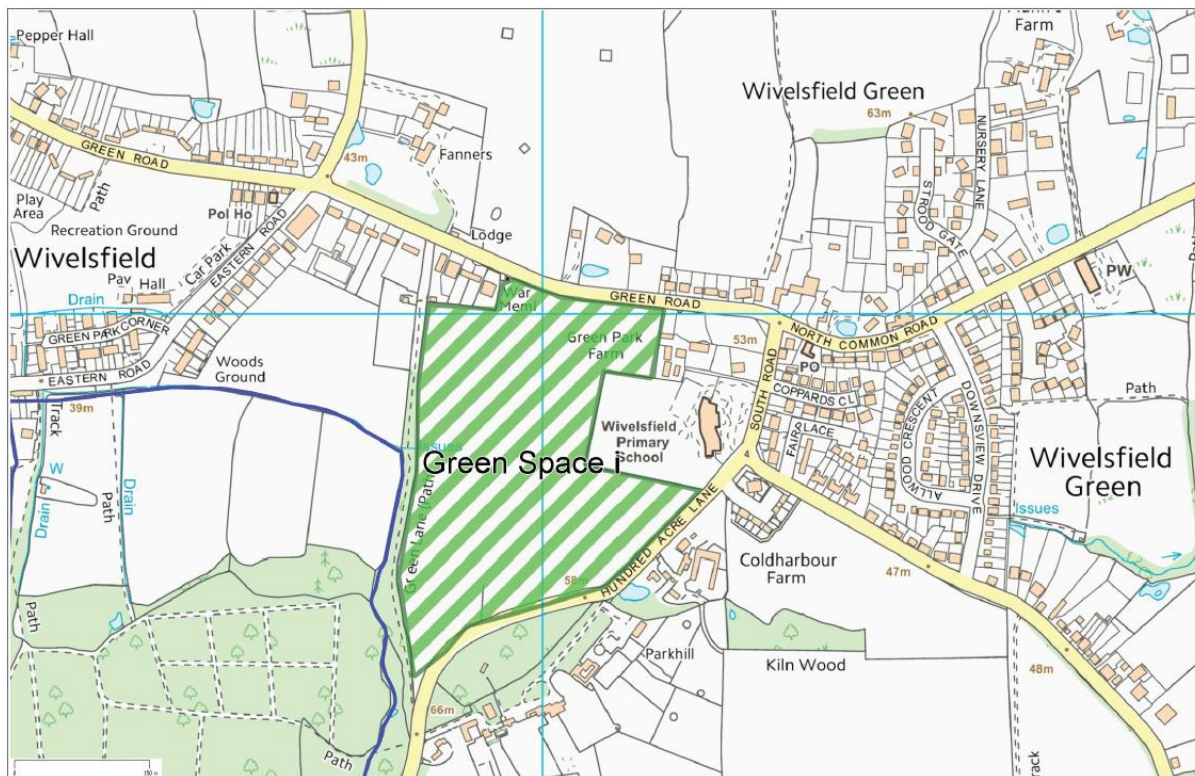 Pepper Hall
Farm
Wivelsfield Green
63m
NURSERY LANE
STROOD GATE
GREEN ROAD
43m
Fanners
Play
Area
Path
Pol Ho
Recreation Ground
Lodge
Wivelsfield
Car Park
EASTERN ROAD
PW
Pav
Hall
Drain
War
Meml
GREEN ROAD
GREEN PARK CORNER
Green Park
Farm
53m
NORTH COMMON ROAD
PO
EASTERN ROAD
Woods
Ground
SOUTH ROAD
COPPARDS CL
Path
39m
Track
FAIR PLACE
ALLWOOD CRESCENT
DOWNSVIEW DRIVE
Wivelsfield
Primary
School
Issues
Green Space i
Wivelsfield
Green
W
Drain
Path
Drain
Green Lane (Path)
HUNDRED ACRE LANE
Issues
Coldharbour
Farm
47m
58m
Path
Parkhill
Kiln Wood
48m
66m
Path
Track